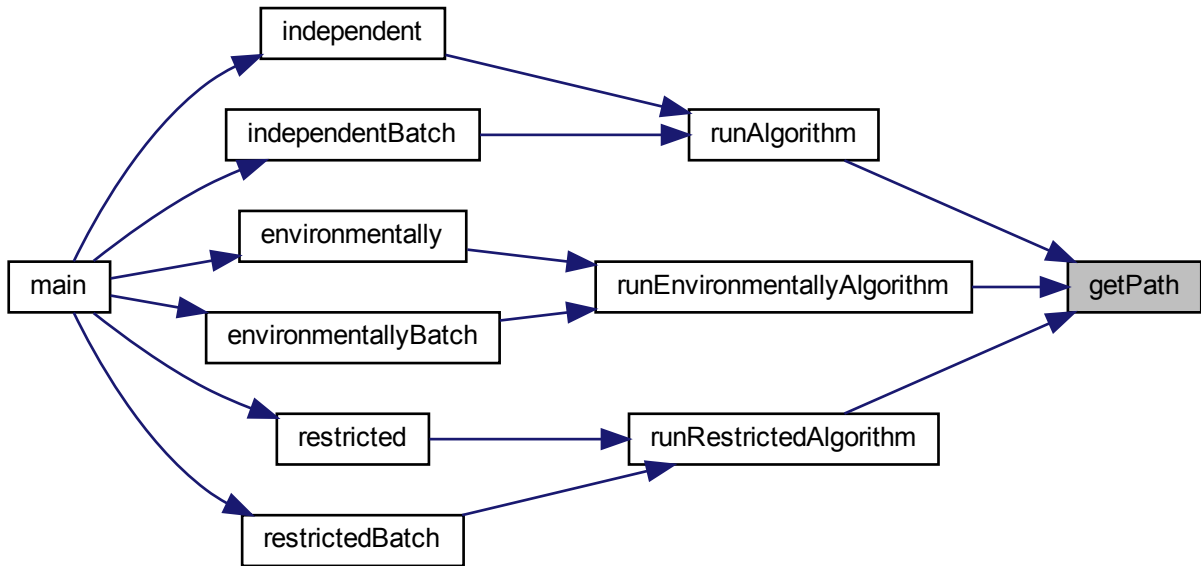 independent
independentBatch
runAlgorithm
environmentally
main
runEnvironmentallyAlgorithm
getPath
environmentallyBatch
restricted
runRestrictedAlgorithm
restrictedBatch